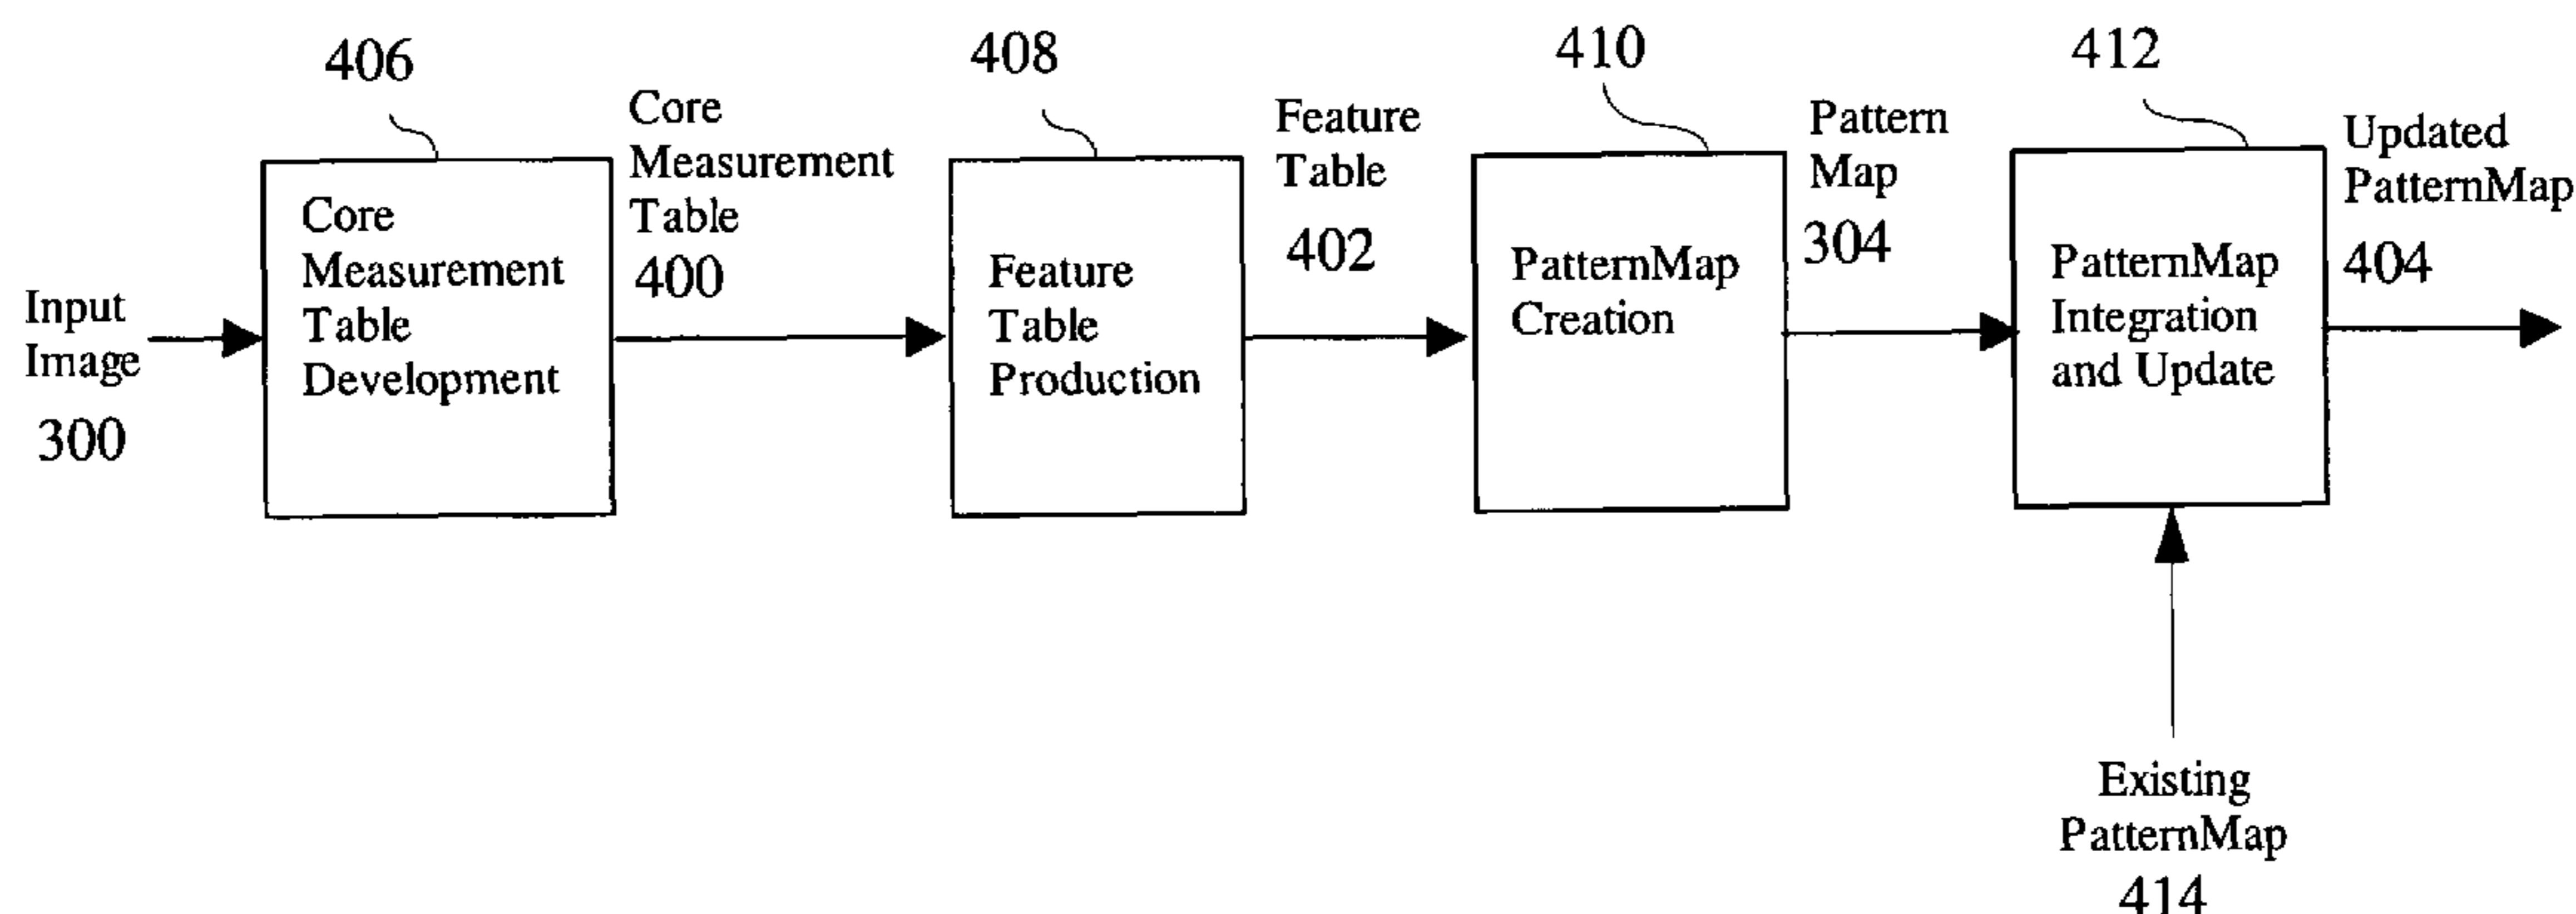 406
408
410
412
Core
Measurement
Table
400
Feature
Table
402
Pattern
Map
304
Updated
PatternMap
404
Input
Image
300
Core
Measurement
Table
Development
Feature
Table
Production
PatternMap
Creation
PatternMap
Integration
and Update
Existing
PatternMap
414